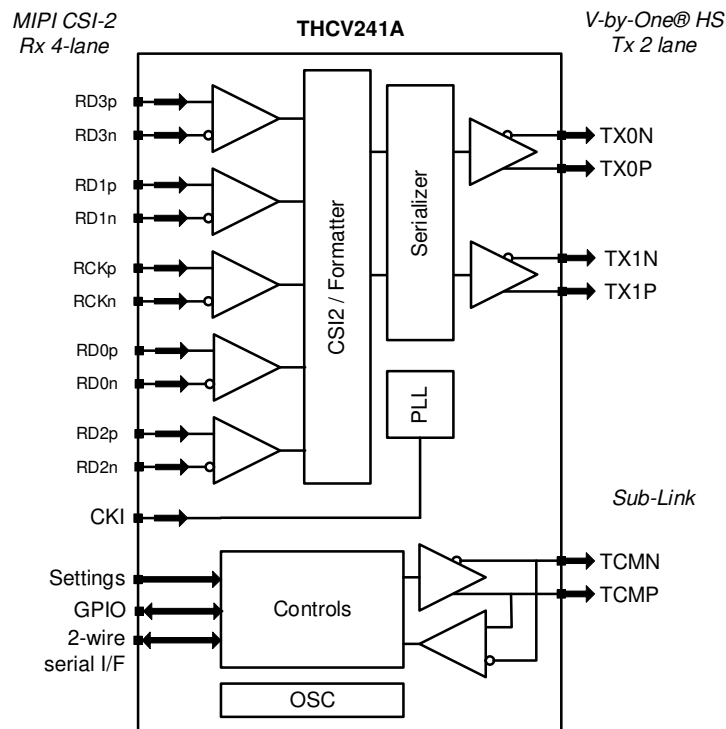 MIPI CSI-2
Rx 4-lane
THCV241A
V-by-One® HS
Tx 2 lane
RD3p
RD3n
RD1p
RD1n
RCKp
RCKn
RD0p
RD0n
RD2p
RD2n
CKI
CSI2 / Formatter
Serializer
PLL
TX0N
TX0P
TX1N
TX1P
Sub-Link
Settings
GPIO
2-wire
serial I/F
Controls
OSC
TCMN
TCMP